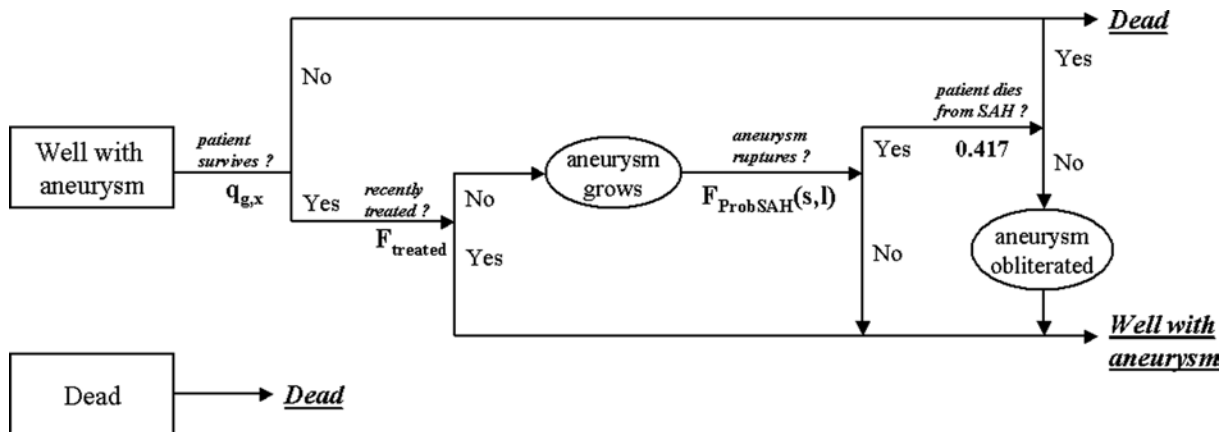 Dead
No
Yes
patient dies
from SAH ?
0.417
No
Well with
aneurysm
patient
survives ?
q_g,x
Yes
recently
treated ?
F_treated
No
Yes
aneurysm
grows
aneurysm
ruptures ?
F_ProbSAH(s,l)
Yes
No
aneurysm
obliterated
Well with
aneurysm
Dead
Dead